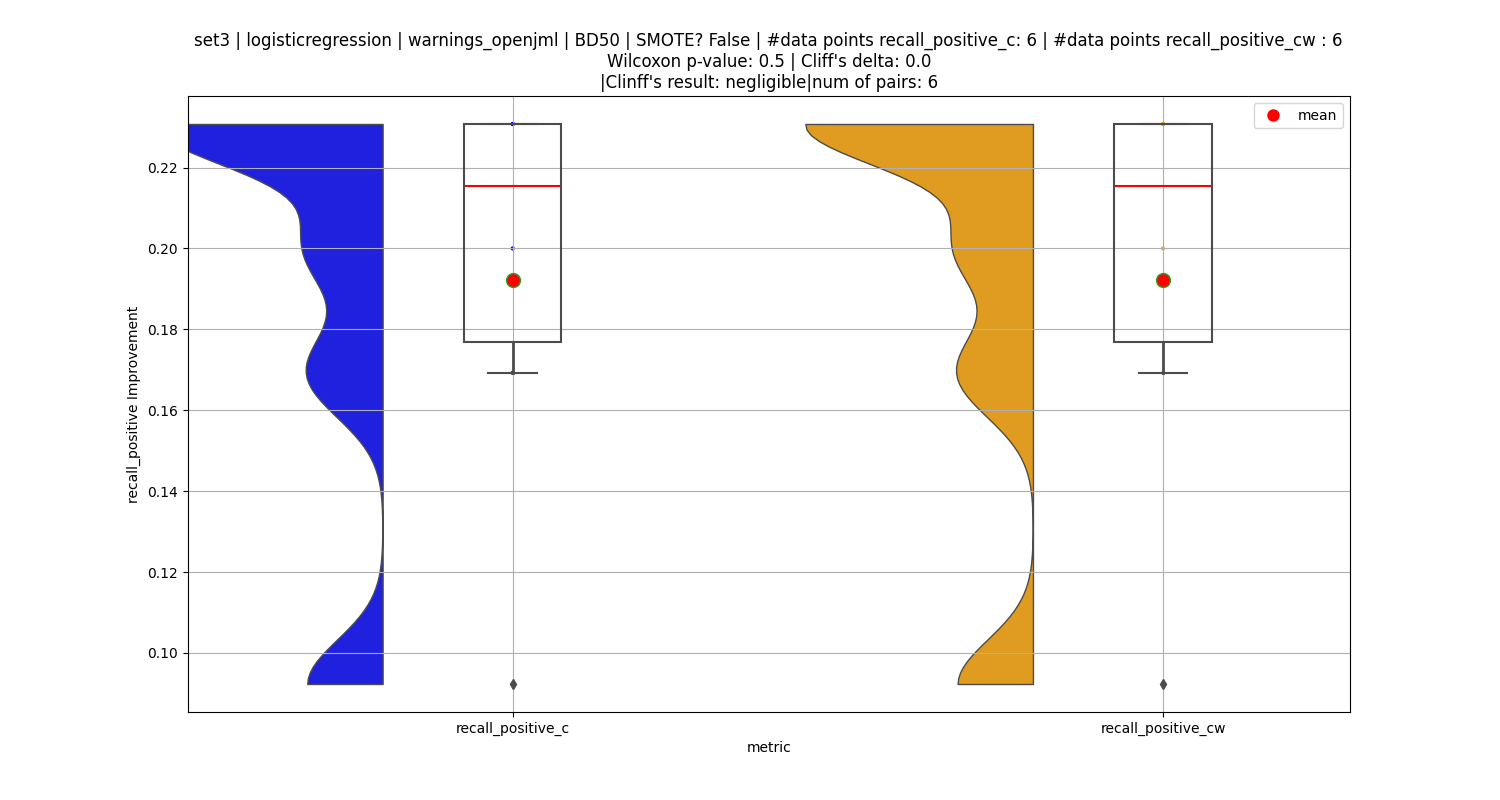 set3 | logisticregression | warnings_openjml | BD50 | SMOTE? False | #data points recall_positive_c: 6 | #data points recall_positive_cw : 6
Wilcoxon p-value: 0.5 | Cliff's delta: 0.0
|Clinff's result: negligible|num of pairs: 6
mean
0.22
0.20
0.18
0.16
0.14
0.12
0.10
recall_positive Improvement
recall_positive_c
recall_positive_cw
metric